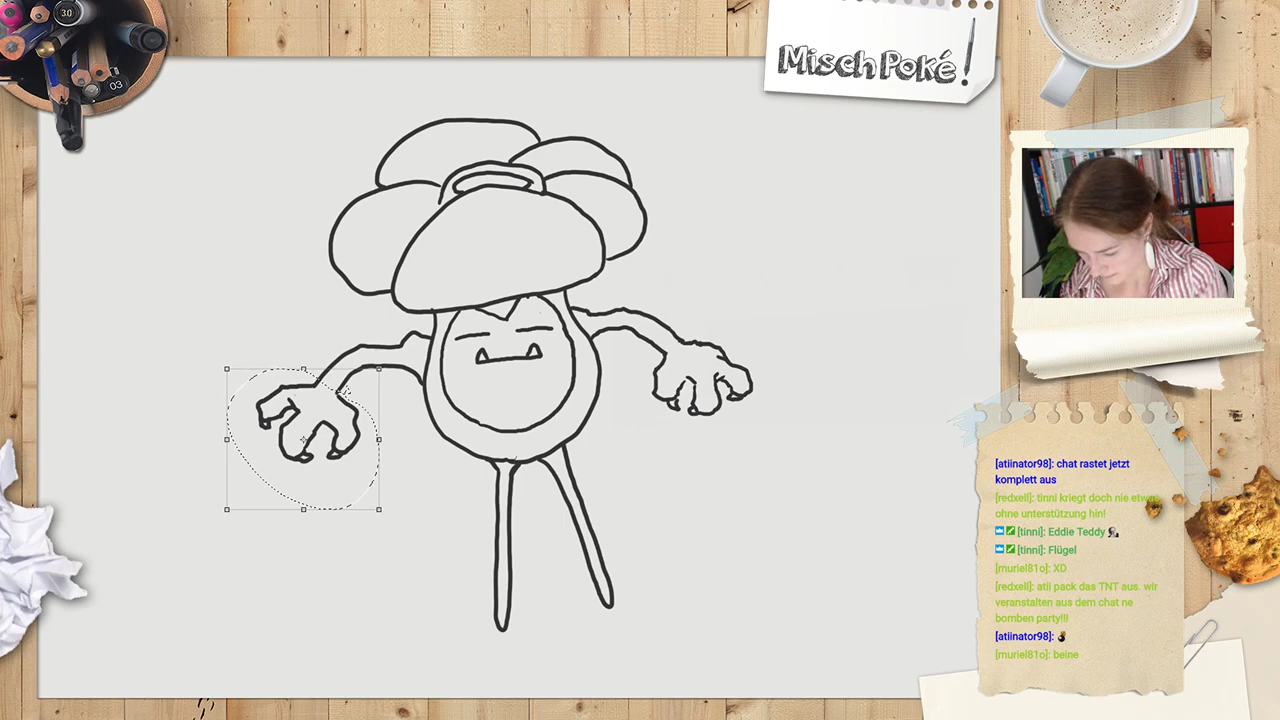 3.0
03
Misch Poké!
[atiinator98]: chat rastet jetzt
komplett aus
[redxell]: tinni kriegt doch nie etwas
ohne unterstützung hin!
[tinni]: Eddie Teddy
[tinni]: Flügel
[muriel81o]: XD
[redxell]: atii pack das TNT aus. wir
veranstalten aus dem chat ne
bomben party!!!
[atiinator98]:
[muriel81o]: beine